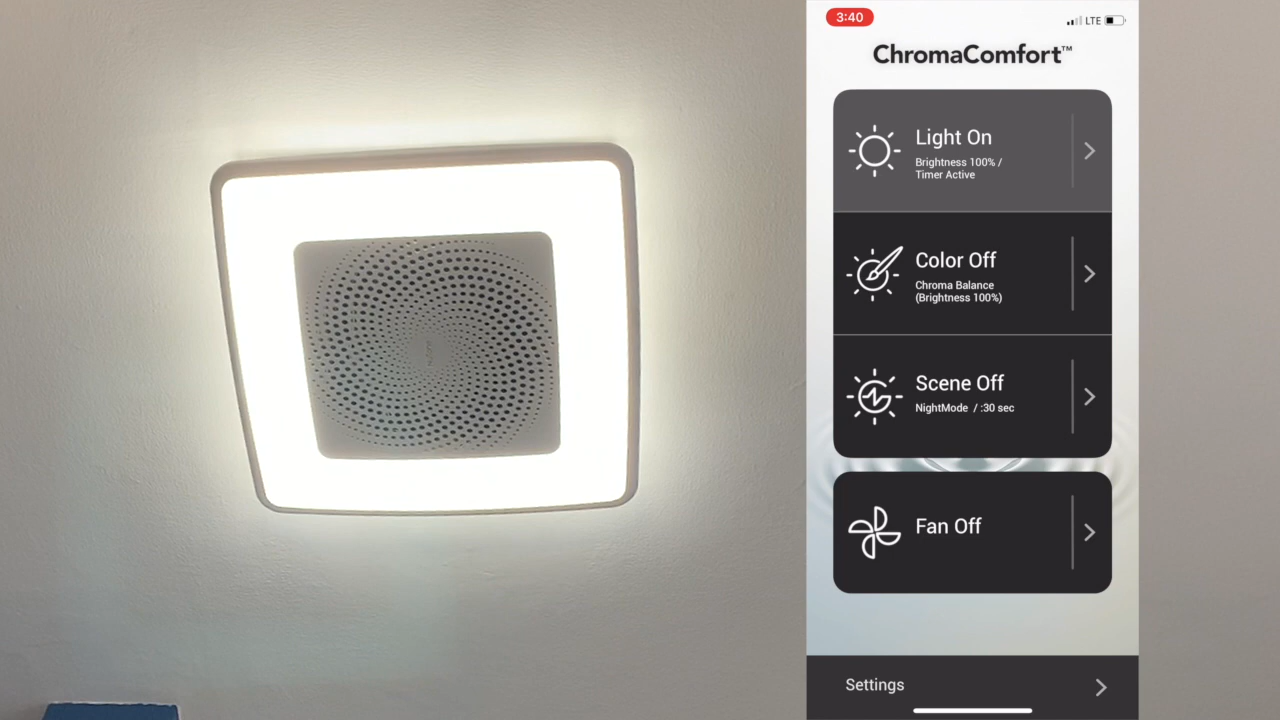 3:40
LTE
ChromaComfort™
Light On
Brightness 100% /
Timer Active
Color Off
Chroma Balance
(Brightness 100%)
Scene Off
NightMode / :30 sec
Fan Off
Settings